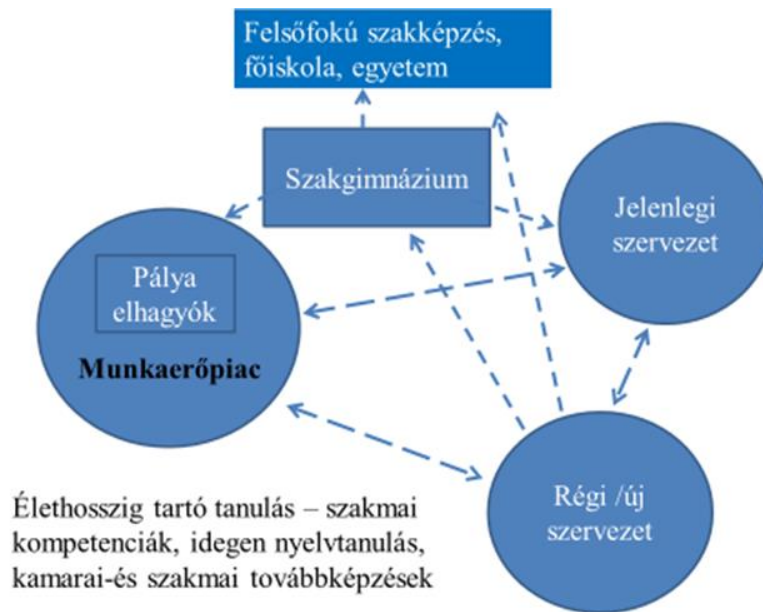 Felsőfokú szakképzés,
főiskola, egyetem
Szakgimnázium
Jelenlegi
szervezet
Pálya
elhagyók
Munkaerőpiac
Régi /új
szervezet
Élethosszig tartó tanulás – szakmai
kompetenciák, idegen nyelvtanulás,
kamarai-és szakmai továbbképzések